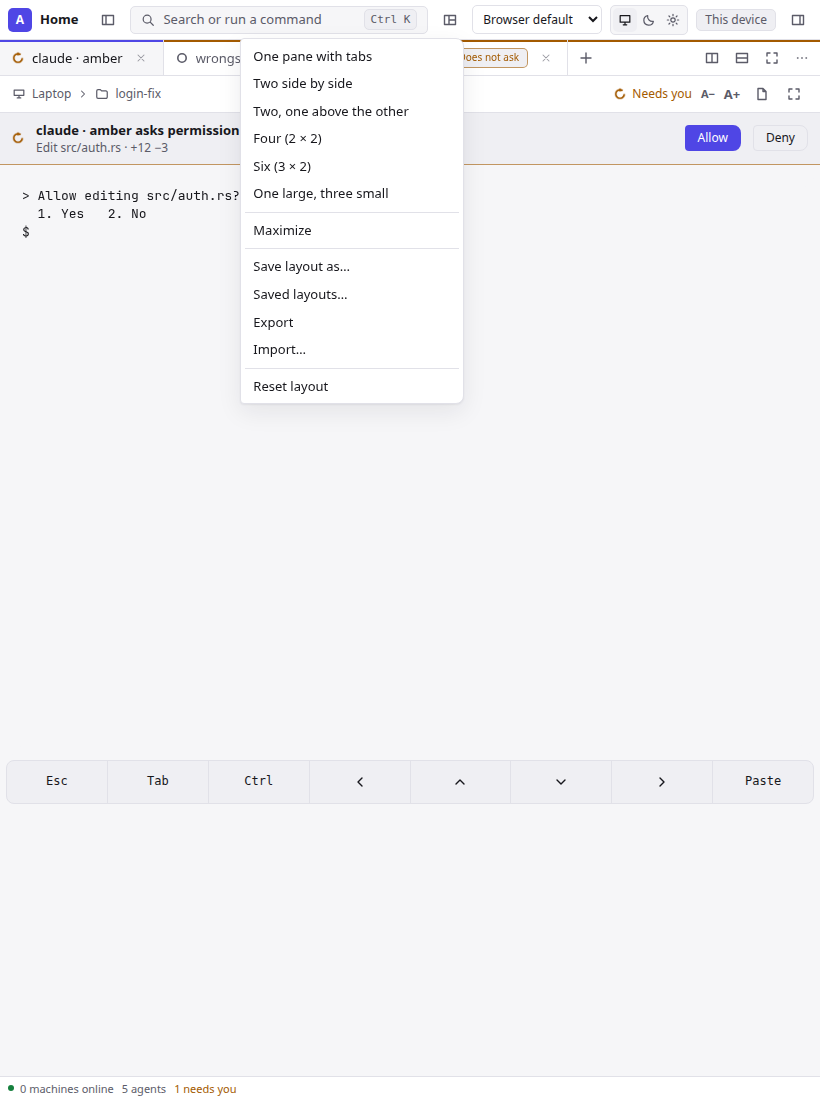 A Home Search or run a command Ctrl K Browser default This device
claude · amber wrongs does not ask
Laptop login-fix Needs you A− A+
claude · amber asks permission
Edit src/auth.rs · +12 −3
Allow Deny
> Allow editing src/auth.rs?
1. Yes 2. No
$
One pane with tabs
Two side by side
Two, one above the other
Four (2 × 2)
Six (3 × 2)
One large, three small
Maximize
Save layout as...
Saved layouts...
Export
Import...
Reset layout
Esc Tab Ctrl Paste
0 machines online 5 agents 1 needs you